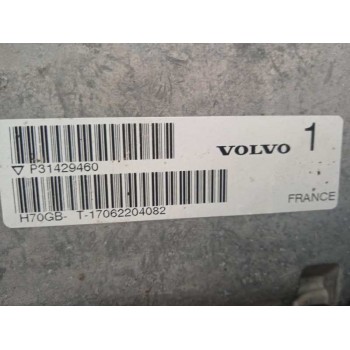 ▽ P31429460
VOLVO 1
H70GB- T-17062204082
FRANCE